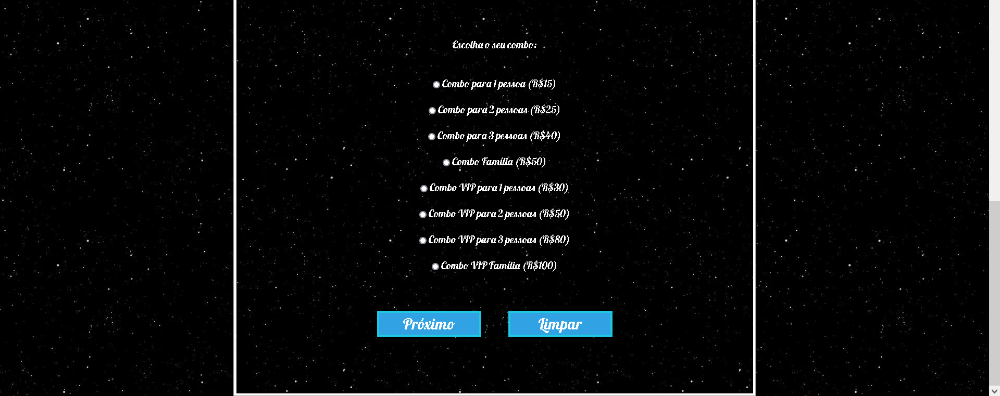 Escolha o seu combo:
Combo para 1 pessoa (R$15)
Combo para 2 pessoas (R$25)
Combo para 3 pessoas (R$40)
Combo Família (R$50)
Combo VIP para 1 pessoas (R$30)
Combo VIP para 2 pessoas (R$50)
Combo VIP para 3 pessoas (R$80)
Combo VIP Família (R$100)
Próximo Limpar